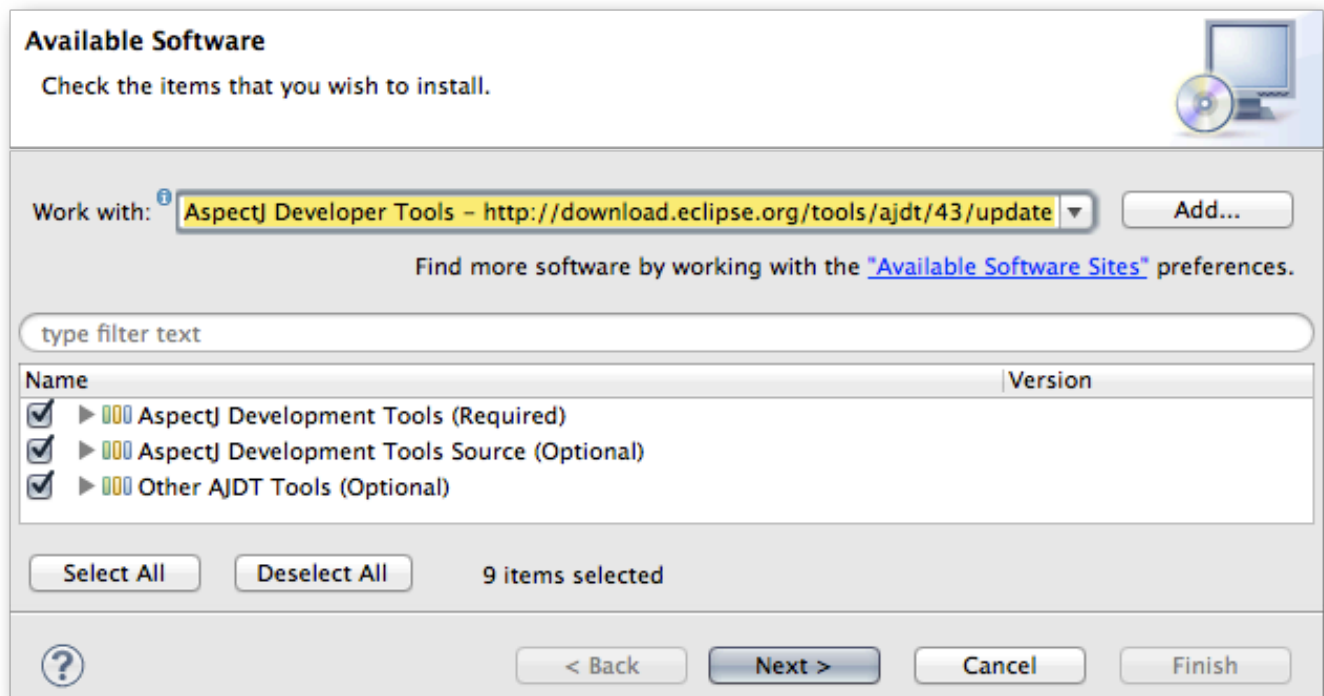 Available Software
Check the items that you wish to install.
Work with: AspectJ Developer Tools – http://download.eclipse.org/tools/ajdt/43/update Add...
Find more software by working with the "Available Software Sites" preferences.
type filter text
Name Version
AspectJ Development Tools (Required)
AspectJ Development Tools Source (Optional)
Other AJDT Tools (Optional)
Select All Deselect All 9 items selected
? < Back Next > Cancel Finish